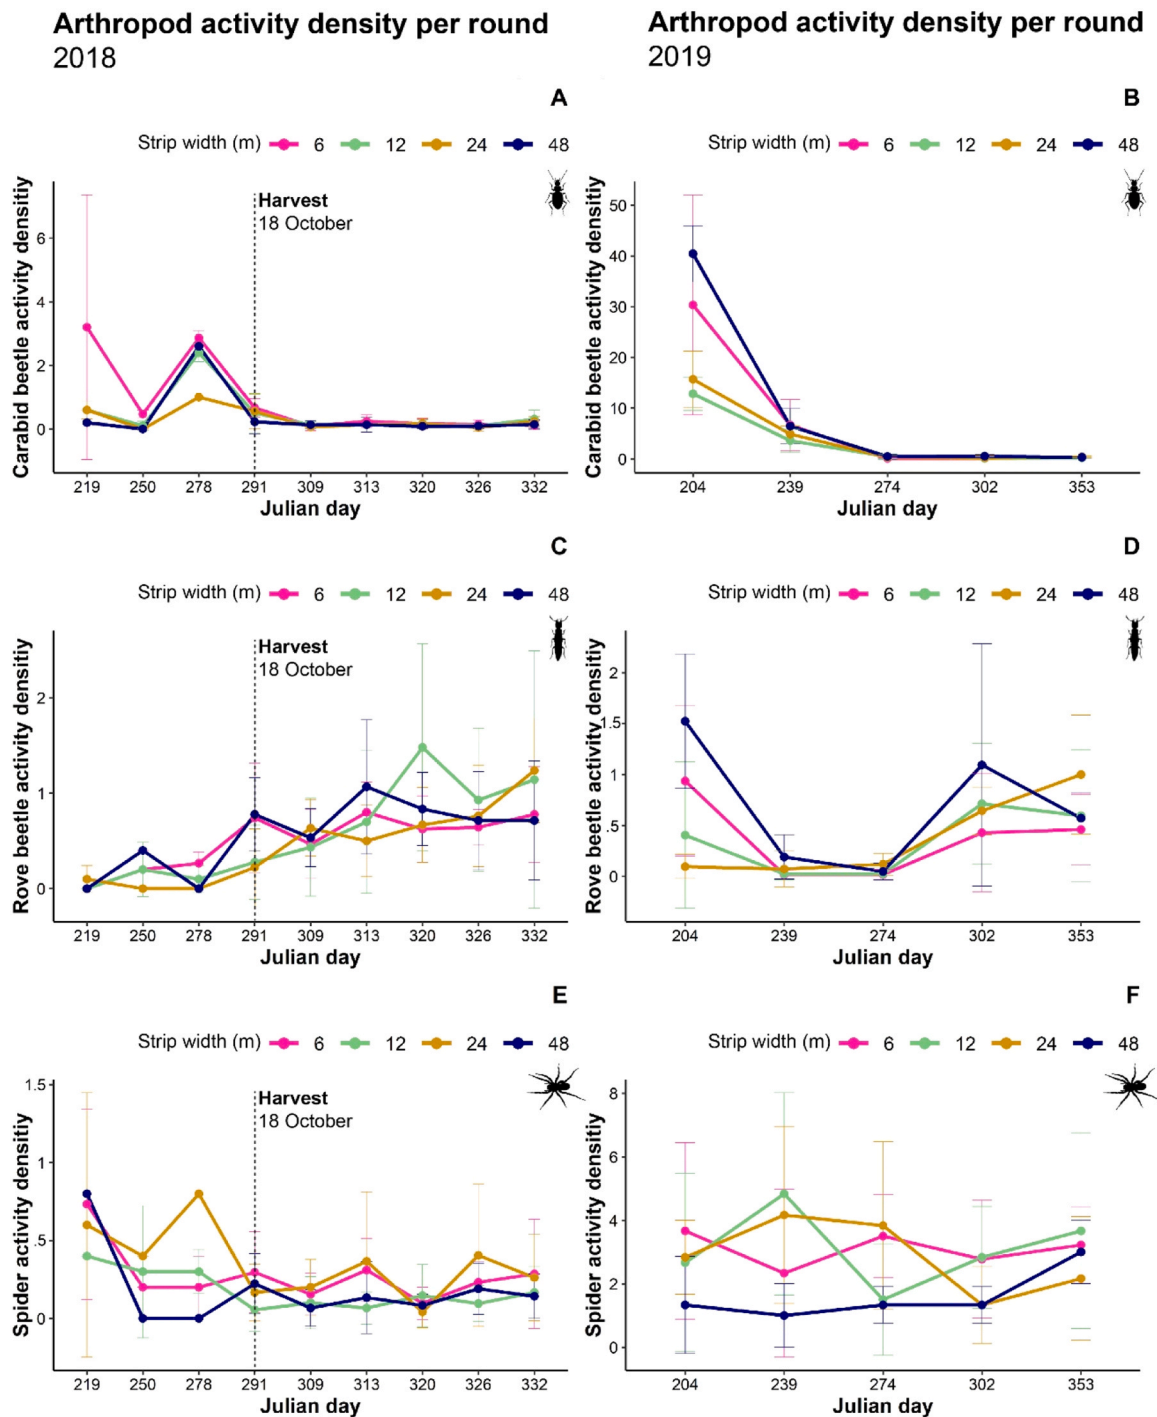 Arthropod activity density per round
2018
Arthropod activity density per round
2019
A
Strip width (m) 6 12 24 48
Carabid beetle activity densitiy
6
4
2
0
Harvest
18 October
219 250 278 291 309 313 320 326 332
Julian day
B
Strip width (m) 6 12 24 48
Carabid beetle activity densitiy
50
40
30
20
10
0
204 239 274 302 353
Julian day
C
Strip width (m) 6 12 24 48
Rove beetle activity densitiy
2
1
0
Harvest
18 October
219 250 278 291 309 313 320 326 332
Julian day
D
Strip width (m) 6 12 24 48
Rove beetle activity densitiy
2
1.5
1
.5
0
204 239 274 302 353
Julian day
E
Strip width (m) 6 12 24 48
Spider activity densitiy
1.5
1
.5
0
Harvest
18 October
219 250 278 291 309 313 320 326 332
Julian day
F
Strip width (m) 6 12 24 48
Spider activity densitiy
8
6
4
2
0
204 239 274 302 353
Julian day